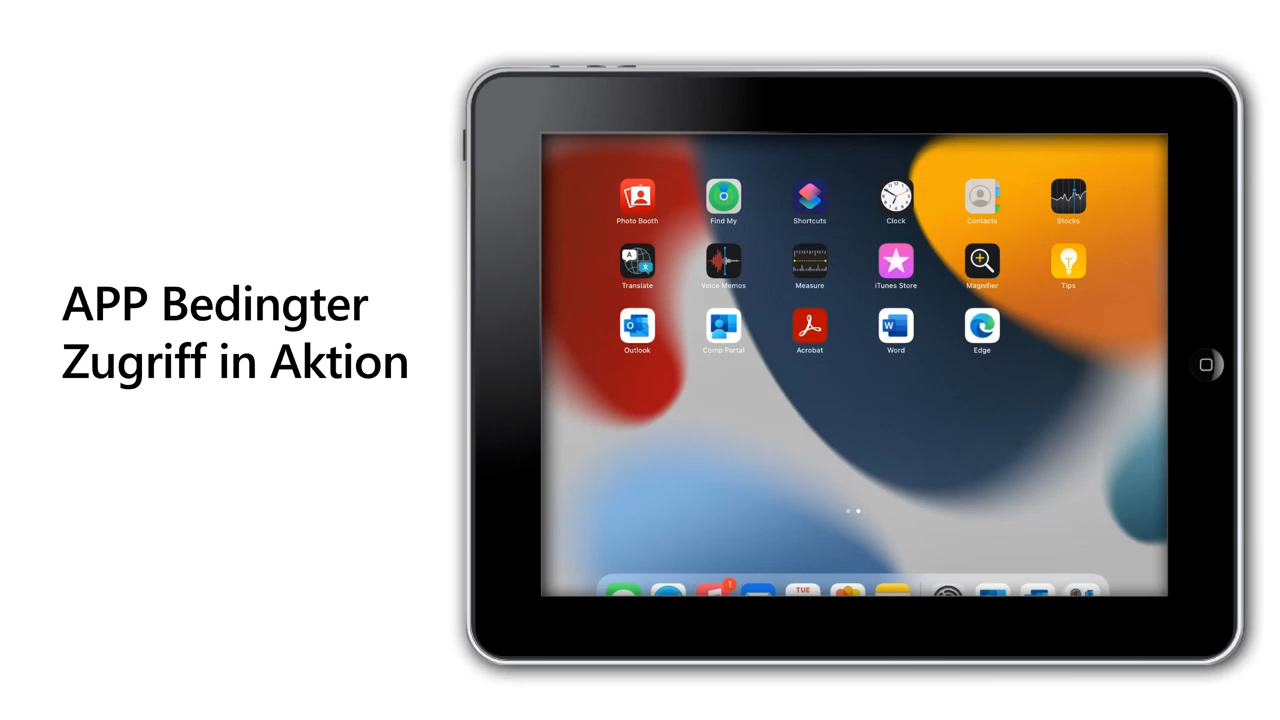 APP Bedingter
Zugriff in Aktion
Photo Booth
Find My
Shortcuts
Clock
Contacts
Stocks
Translate
Voice Memos
Measure
iTunes Store
Magnifier
Tips
Outlook
Comp Portal
Acrobat
Word
Edge
1
TUE